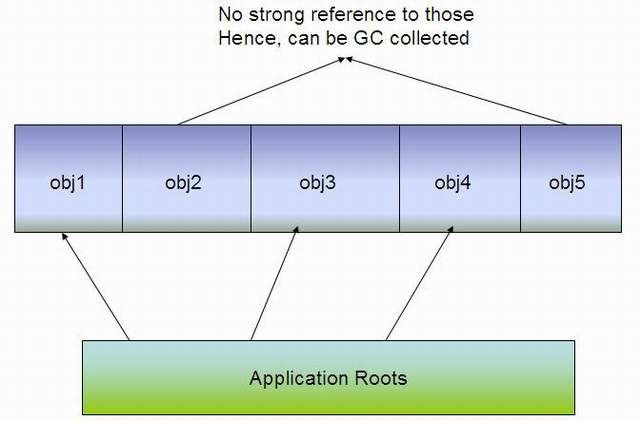 No strong reference to those
Hence, can be GC collected
obj1 obj2 obj3 obj4 obj5
Application Roots